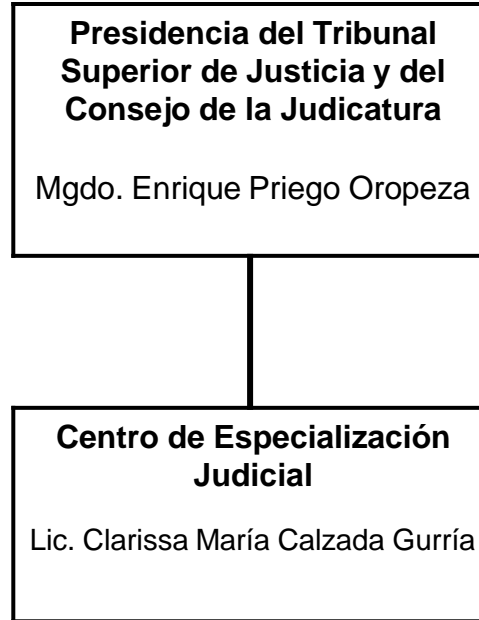 Presidencia del Tribunal
Superior de Justicia y del
Consejo de la Judicatura
Mgdo. Enrique Priego Oropeza
Centro de Especialización
Judicial
Lic. Clarissa María Calzada Gurría